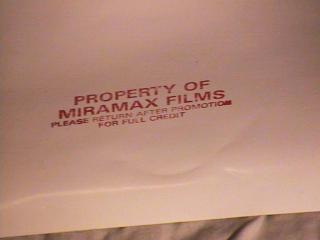 PROPERTY OF
MIRAMAX FILMS
PLEASE RETURN AFTER PROMOTION
FOR FULL CREDIT